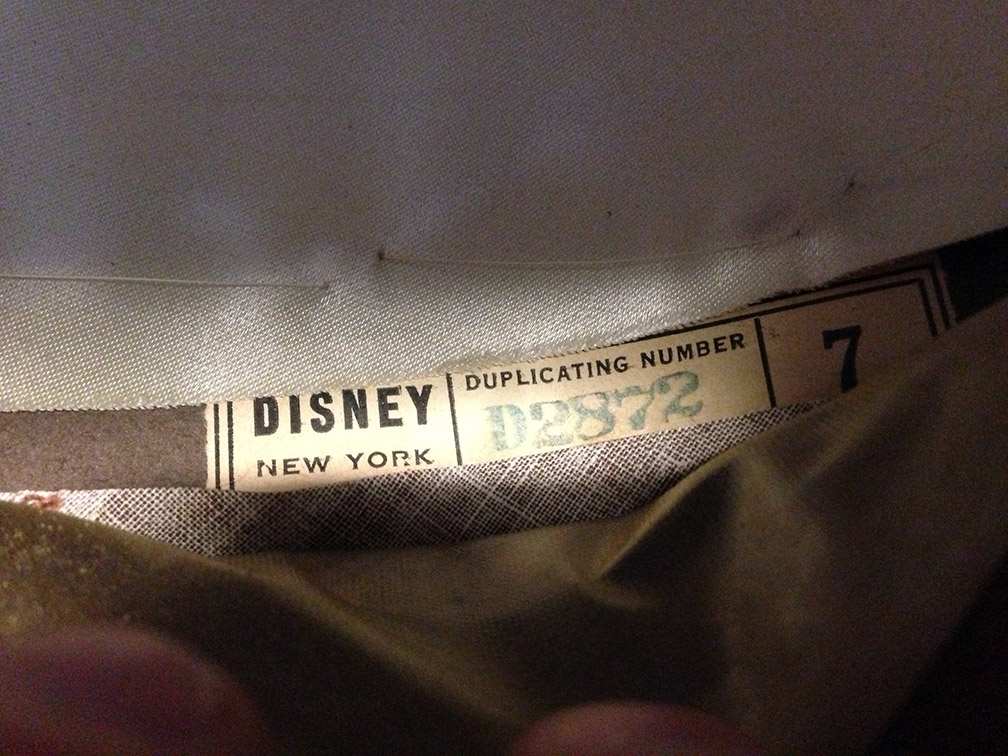 DISNEY
NEW YORK
DUPLICATING NUMBER
D2872
7